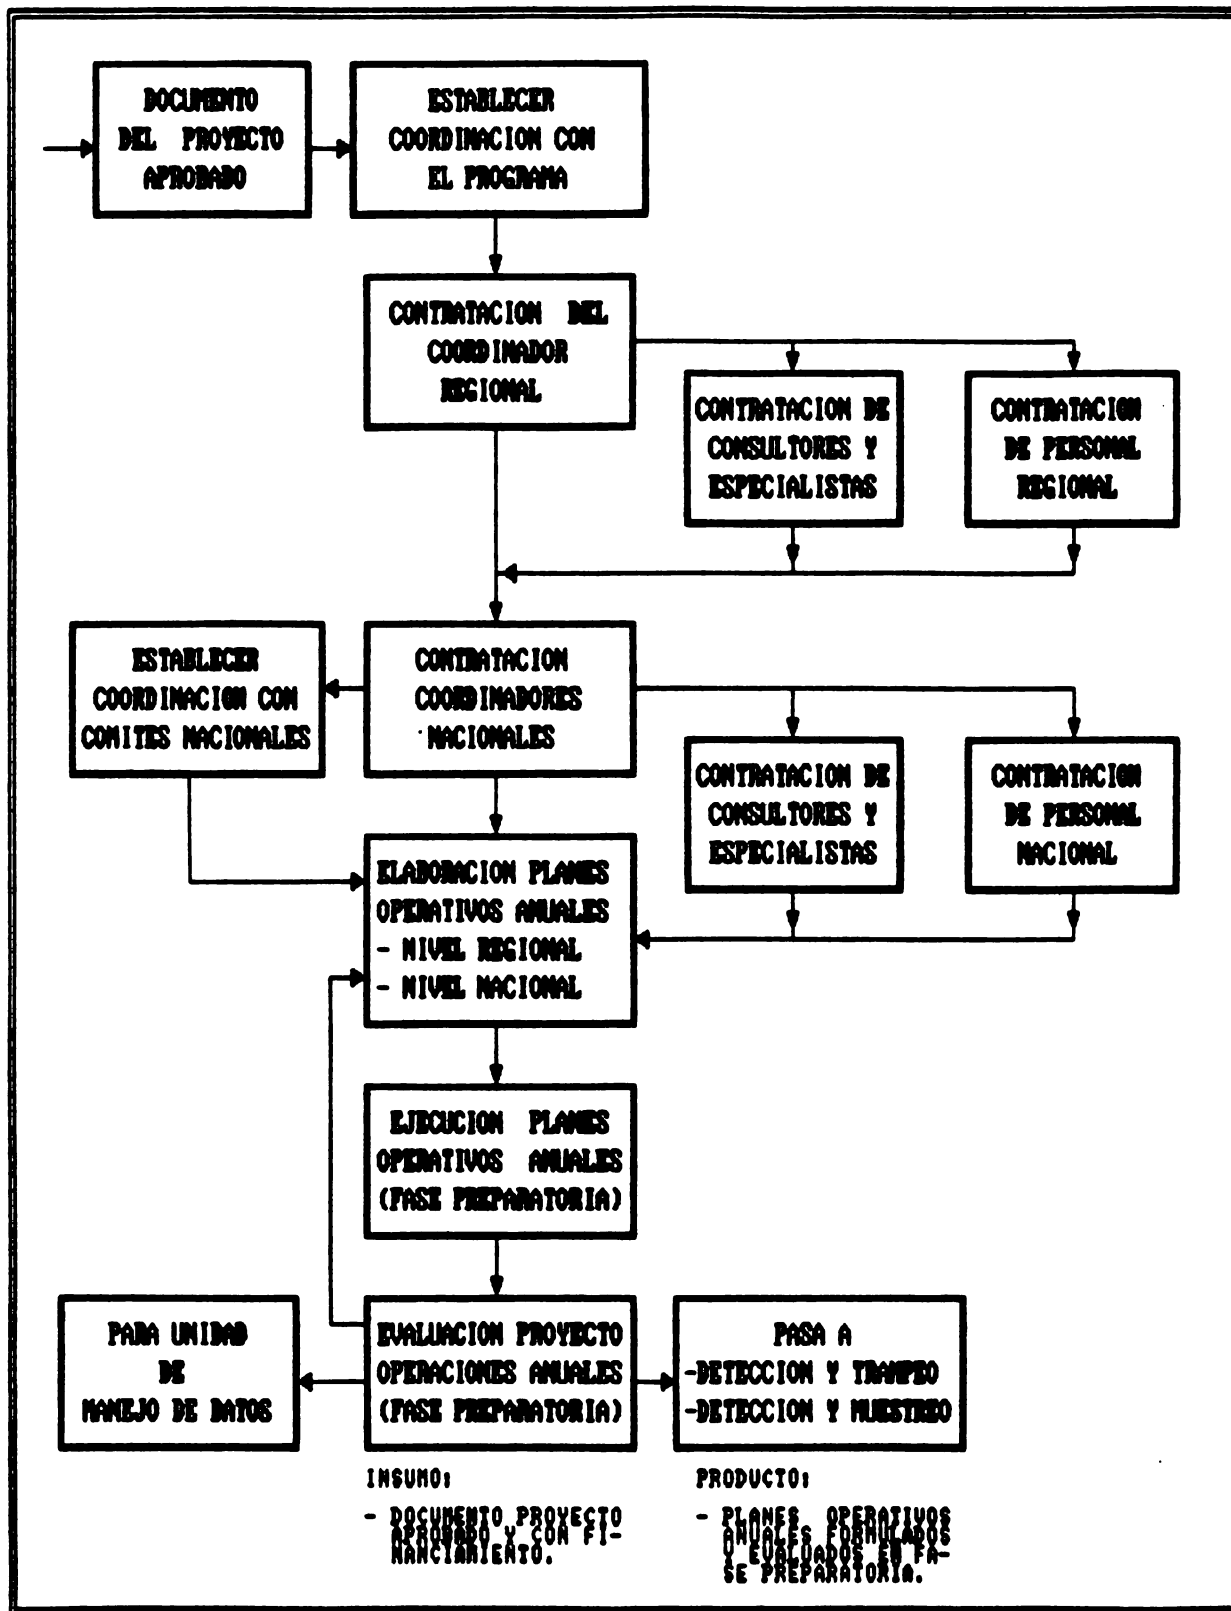 DOCUMENTO
DEL PROYECTO
APROBADO
ESTABLECER
COORDINACION CON
EL PROGRAMA
CONTRATACION DEL
COORDINADOR
REGIONAL
CONTRATACION DE
CONSULTORES Y
ESPECIALISTAS
CONTRATACION
DE PERSONAL
REGIONAL
ESTABLECER
COORDINACION CON
COMITES NACIONALES
CONTRATACION
COORDINADORES
NACIONALES
CONTRATACION DE
CONSULTORES Y
ESPECIALISTAS
CONTRATACION
DE PERSONAL
NACIONAL
ELABORACION PLANES
OPERATIVOS ANUALES
- NIVEL REGIONAL
- NIVEL NACIONAL
EJECUCION PLANES
OPERATIVOS ANUALES
(FASE PREPARATORIA)
PARA UNIDAD
DE
MANEJO DE DATOS
EVALUACION PROYECTO
OPERACIONES ANUALES
(FASE PREPARATORIA)
PASA A
-DETECCION Y TRAMPEO
-DETECCION Y MUESTREO
INSUMO:
- DOCUMENTO PROYECTO
APROBADO Y CON FI-
NANCIAMIENTO.
PRODUCTO:
- PLANES OPERATIVOS
ANUALES FORMULADOS
Y EVALUADOS EN FA-
SE PREPARATORIA.